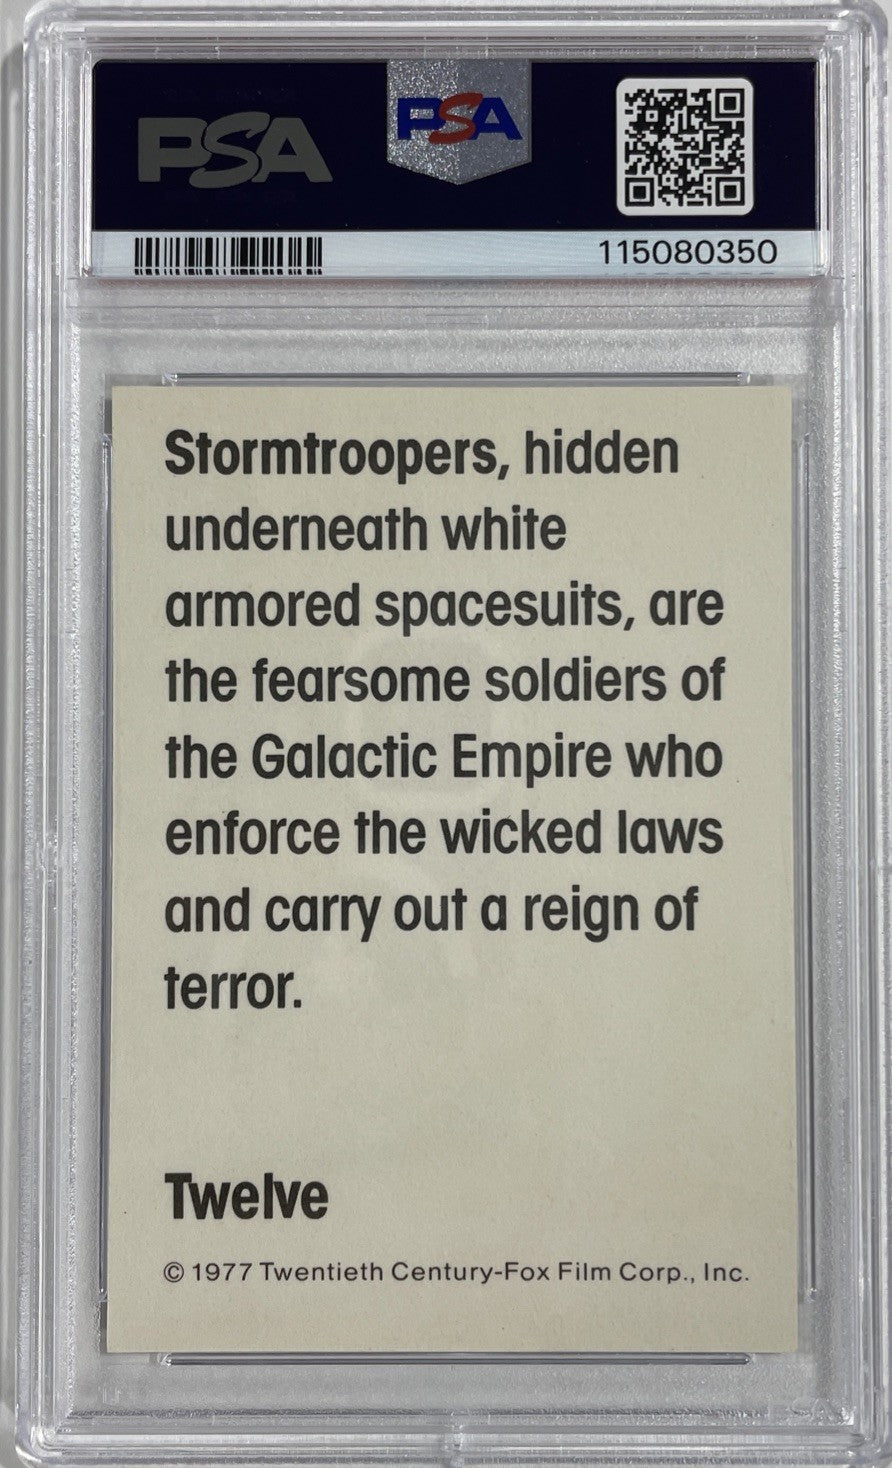 PSA
PSA
115080350
Stormtroopers, hidden
underneath white
armored spacesuits, are
the fearsome soldiers of
the Galactic Empire who
enforce the wicked laws
and carry out a reign of
terror.
Twelve
© 1977 Twentieth Century-Fox Film Corp., Inc.